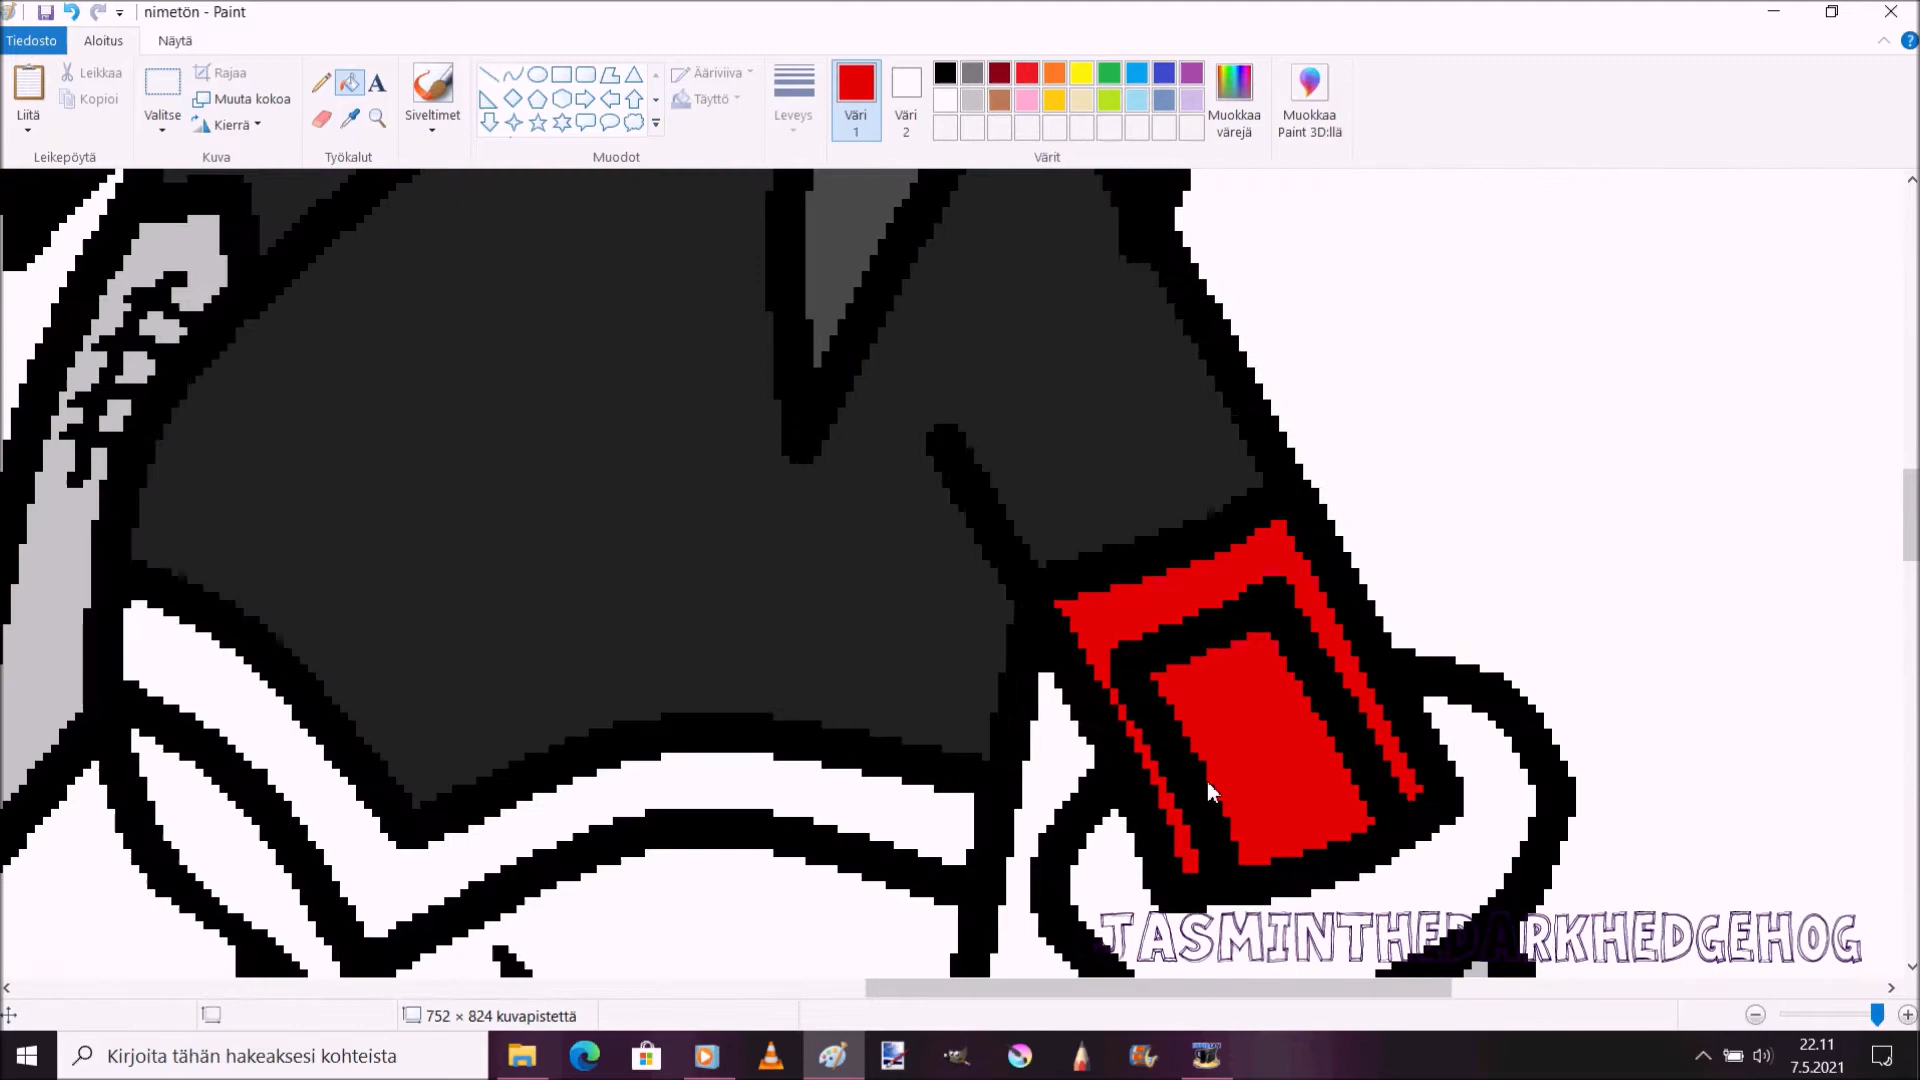 nimetön - Paint
Tiedosto Aloitus Näytä
Liitä
Leikkaa
Kopioi
Leikepöytä
Valitse
Rajaa
Muuta kokoa
Kierrä
Kuva
A
Työkalut
Siveltimet
Muodot
Ääriviiva
Täyttö
Leveys
Väri 1
Väri 2
Värit
Muokkaa värejä
Muokkaa Paint 3D:llä
TASMINTHEDARKHEDGEHOG
752 × 824 kuvapistettä
Kirjoita tähän hakeaksesi kohteista
22.11
7.5.2021